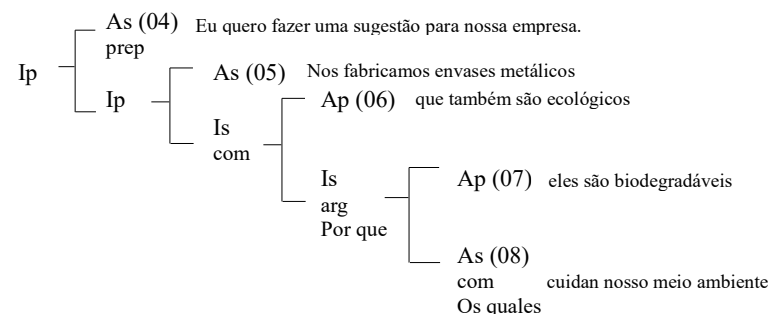 As (04) Eu quero fazer uma sugestão para nossa empresa.
prep
Ip
As (05) Nos fabricamos envases metálicos
Ip
Ap (06) que também são ecológicos
Is
com
Is
arg
Por que
Ap (07) eles são biodegradáveis
As (08)
com cuidan nosso meio ambiente
Os quales